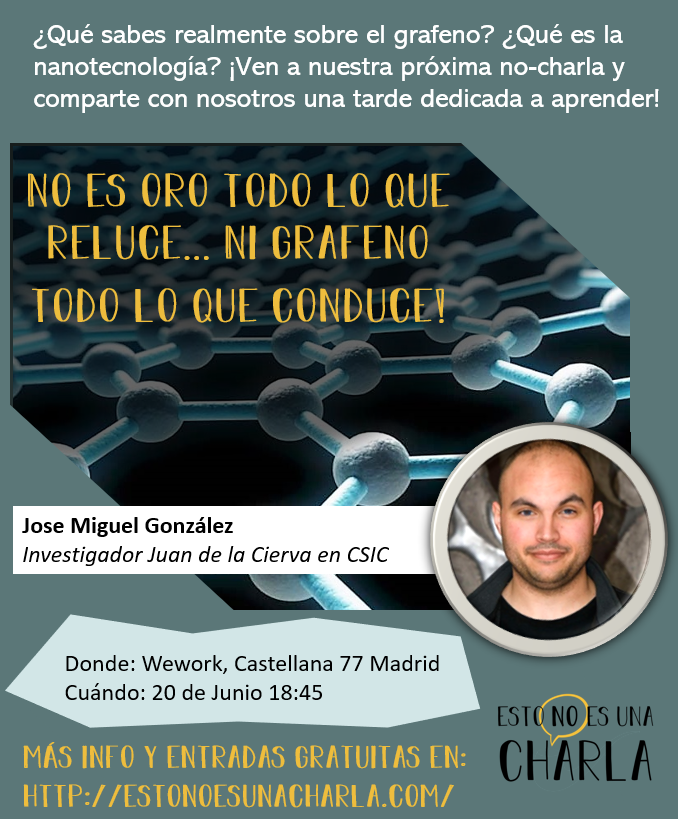 ¿Qué sabes realmente sobre el grafeno? ¿Qué es la
nanotecnología? ¡Ven a nuestra próxima no-charla y
comparte con nosotros una tarde dedicada a aprender!
NO ES ORO TODO LO QUE
RELUCE... NI GRAFENO
TODO LO QUE CONDUCE!
Jose Miguel González
Investigador Juan de la Cierva en CSIC
Donde: Wework, Castellana 77 Madrid
Cuándo: 20 de Junio 18:45
ESTO NO ES UNA
CHARLA
MÁS INFO Y ENTRADAS GRATUITAS EN:
HTTP://ESTONOESUNACHARLA.COM/